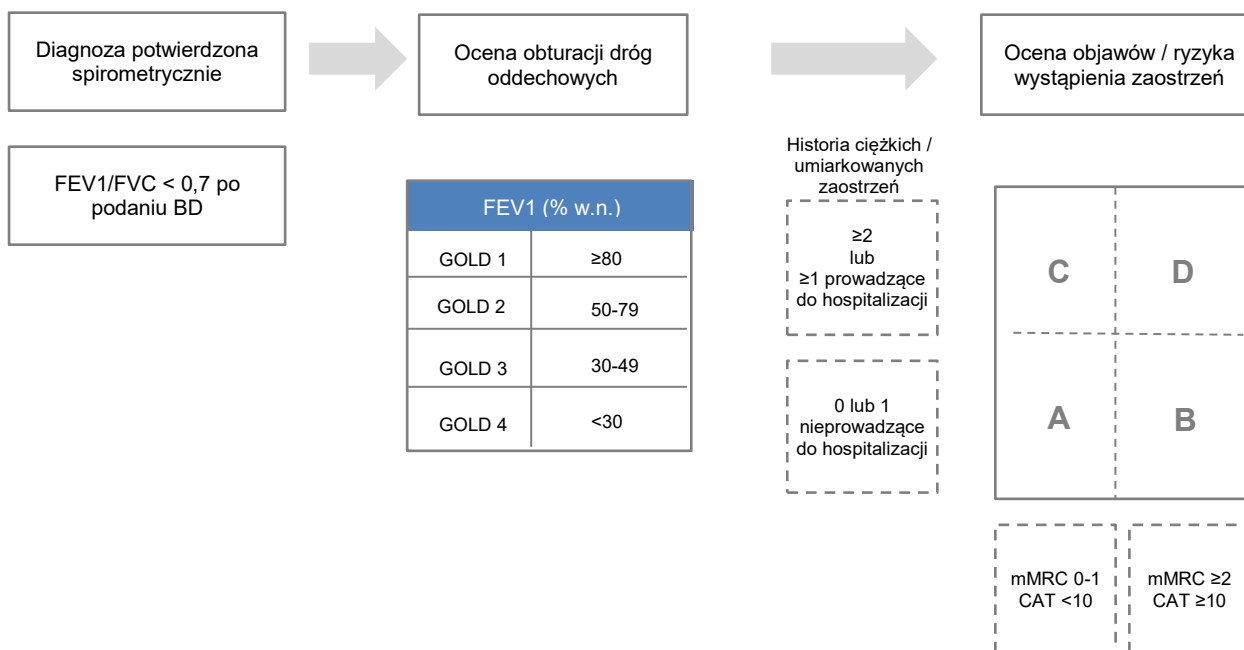 Diagnoza potwierdzona
spirometrycznie
Ocena obturacji dróg
oddechowych
Ocena objawów / ryzyka
wystąpienia zaostrzeń
FEV1/FVC < 0,7 po
podaniu BD
FEV1 (% w.n.)
GOLD 1 ≥80
GOLD 2 50-79
GOLD 3 30-49
GOLD 4 <30
Historia ciężkich /
umiarkowanych
zaostrzeń
≥2
lub
≥1 prowadzące
do hospitalizacji
0 lub 1
nieprowadzące
do hospitalizacji
C D
A B
mMRC 0-1
CAT <10
mMRC ≥2
CAT ≥10